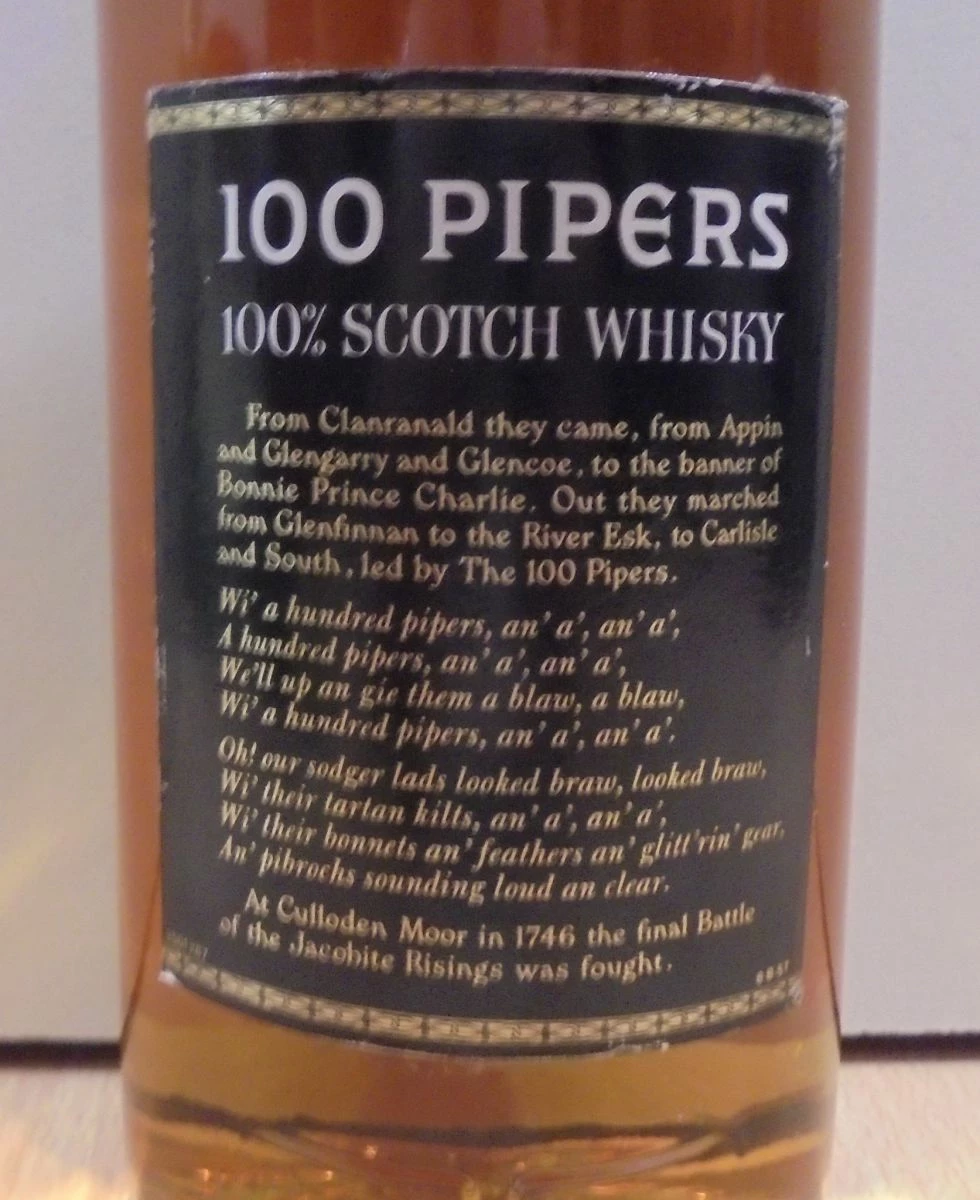 100 PIPERS
100% SCOTCH WHISKY
From Clanranald they came, from Appin
and Glengarry and Glencoe, to the banner of
Bonnie Prince Charlie. Out they marched
from Glenfinnan to the River Esk, to Carlisle
and South, led by The 100 Pipers.
Wi' a hundred pipers, an' a', an' a',
A hundred pipers, an' a', an' a',
We'll up an gie them a blaw, a blaw,
Wi' a hundred pipers, an' a', an' a'.
Oh! our sodger lads looked braw, looked braw,
Wi' their tartan kilts, an' a', an' a',
Wi' their bonnets an' feathers an' glitt'rin' gear,
An' pibrochs sounding loud an clear.
At Culloden Moor in 1746 the final Battle
of the Jacobite Risings was fought.